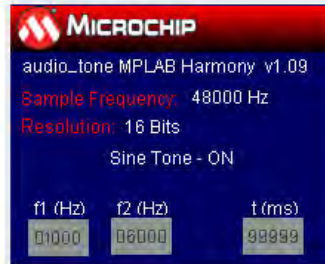 MICROCHIP
audio_tone MPLAB Harmony v1.09
Sample Frequency: 48000 Hz
Resolution: 16 Bits
Sine Tone - ON
f1 (Hz) f2 (Hz) t (ms)
01000 06000 99999